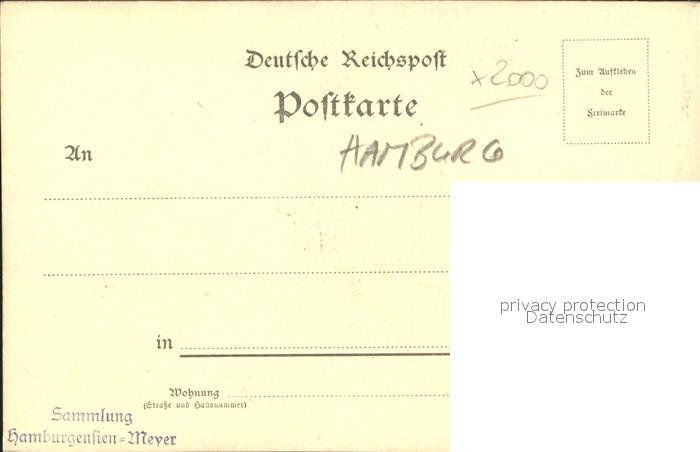 Deutsche Reichspost
Postkarte
×2000
Zum Aufkleben
der
Freimarke
HAMBURG
An
in
Wohnung
(Straße und Hausnummer)
privacy protection
Datenschutz
Sammlung
Hamburgensien=Meyer